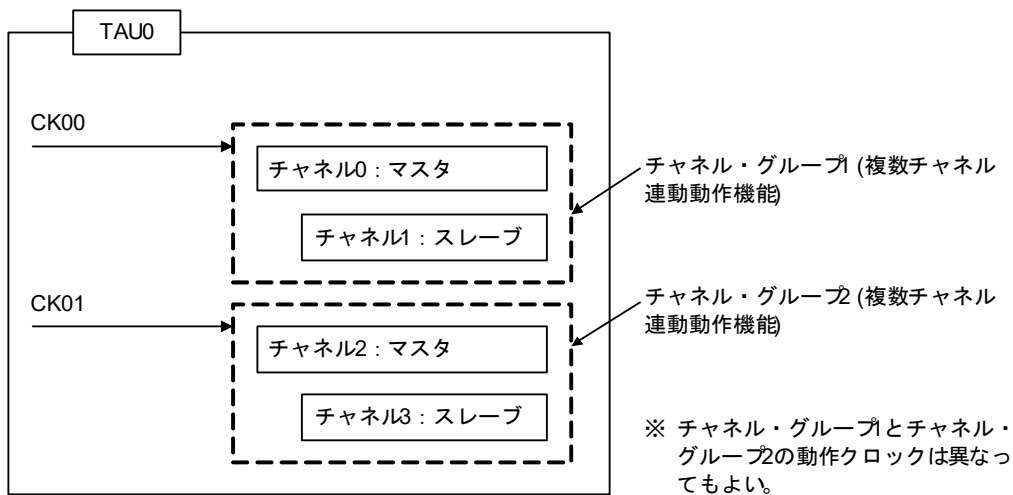 TAU0
CK00
チャネル0：マスタ
チャネル1：スレーブ
チャネル・グループ1 (複数チャネル
連動動作機能)
CK01
チャネル2：マスタ
チャネル3：スレーブ
チャネル・グループ2 (複数チャネル
連動動作機能)
※ チャネル・グループ1とチャネル・
グループ2の動作クロックは異なっ
てもよい。